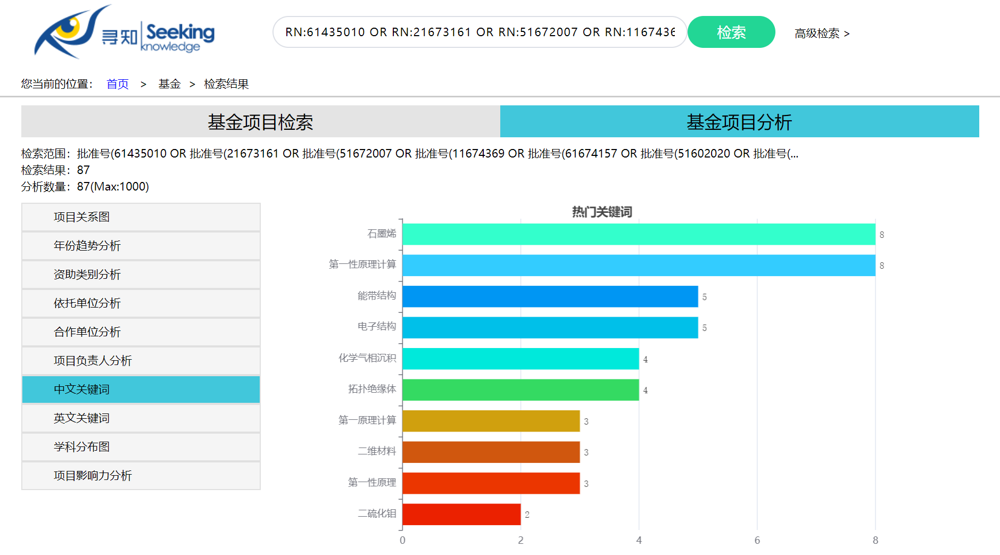 寻知 Seeking knowledge
RN:61435010 OR RN:21673161 OR RN:51672007 OR RN:1167436
检索
高级检索 >
您当前的位置： 首页 > 基金 > 检索结果
基金项目检索
基金项目分析
检索范围：批准号(61435010 OR 批准号(21673161 OR 批准号(51672007 OR 批准号(11674369 OR 批准号(61674157 OR 批准号(51602020 OR 批准号(...
检索结果：87
分析数量：87(Max:1000)
项目关系图
年份趋势分析
资助类别分析
依托单位分析
合作单位分析
项目负责人分析
中文关键词
英文关键词
学科分布图
项目影响力分析
热门关键词
石墨烯 8
第一性原理计算 8
能带结构 5
电子结构 5
化学气相沉积 4
拓扑绝缘体 4
第一原理计算 3
二维材料 3
第一性原理 3
二硫化钼 2
0 2 4 6 8